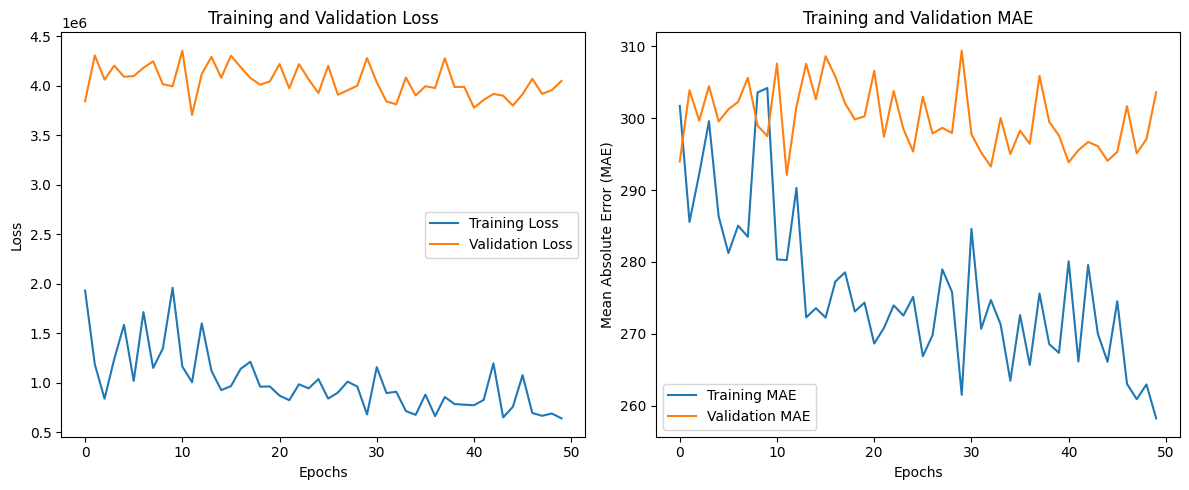 Training and Validation Loss
1e6
4.5
4.0
3.5
3.0
2.5
2.0
1.5
1.0
0.5
Loss
Training Loss
Validation Loss
0
10
20
30
40
50
Epochs
Training and Validation MAE
310
300
290
280
270
260
Mean Absolute Error (MAE)
Training MAE
Validation MAE
0
10
20
30
40
50
Epochs